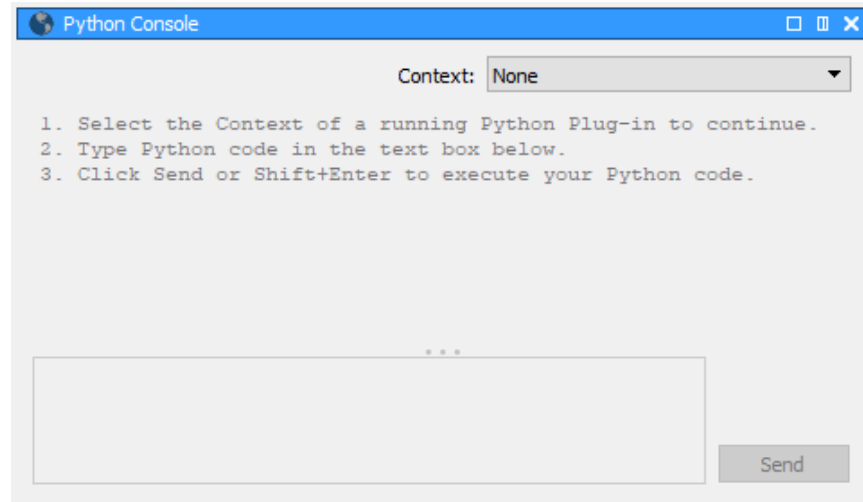 Python Console
Context: None
1. Select the Context of a running Python Plug-in to continue.
2. Type Python code in the text box below.
3. Click Send or Shift+Enter to execute your Python code.
Send